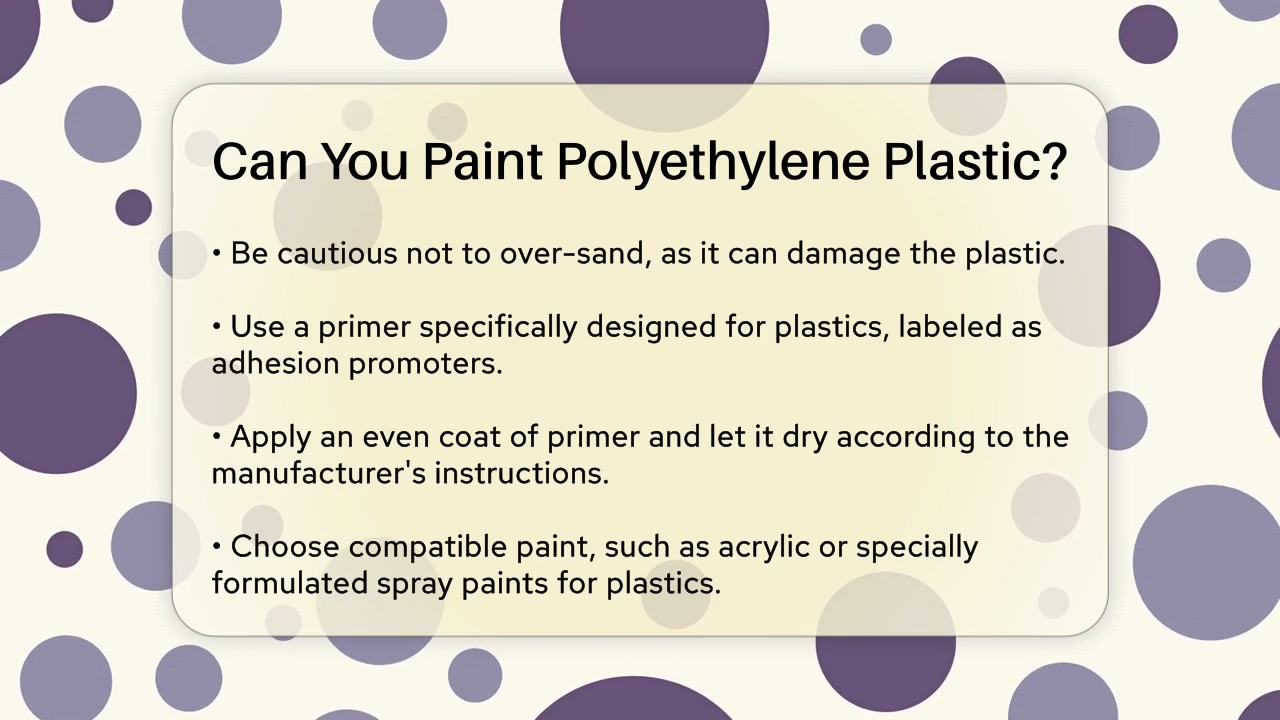 Can You Paint Polyethylene Plastic?
• Be cautious not to over-sand, as it can damage the plastic.
• Use a primer specifically designed for plastics, labeled as
adhesion promoters.
• Apply an even coat of primer and let it dry according to the
manufacturer's instructions.
• Choose compatible paint, such as acrylic or specially
formulated spray paints for plastics.